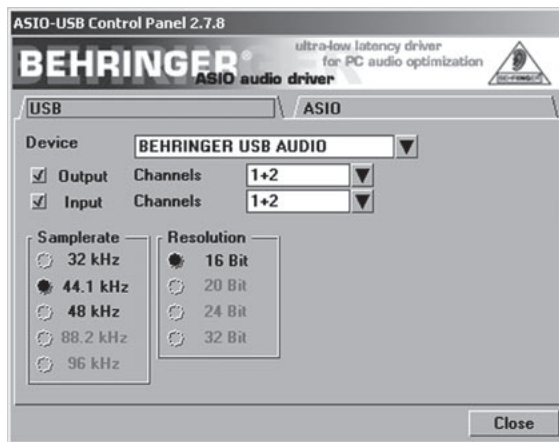 ASIO-USB Control Panel 2.7.8
BEHRINGER
ultra-low latency driver
for PC audio optimization
ASIO audio driver
BEHRINGER
USB
ASIO
Device BEHRINGER USB AUDIO
Output Channels 1+2
Input Channels 1+2
Samplerate
32 kHz
44.1 kHz
48 kHz
88.2 kHz
96 kHz
Resolution
16 Bit
20 Bit
24 Bit
32 Bit
Close